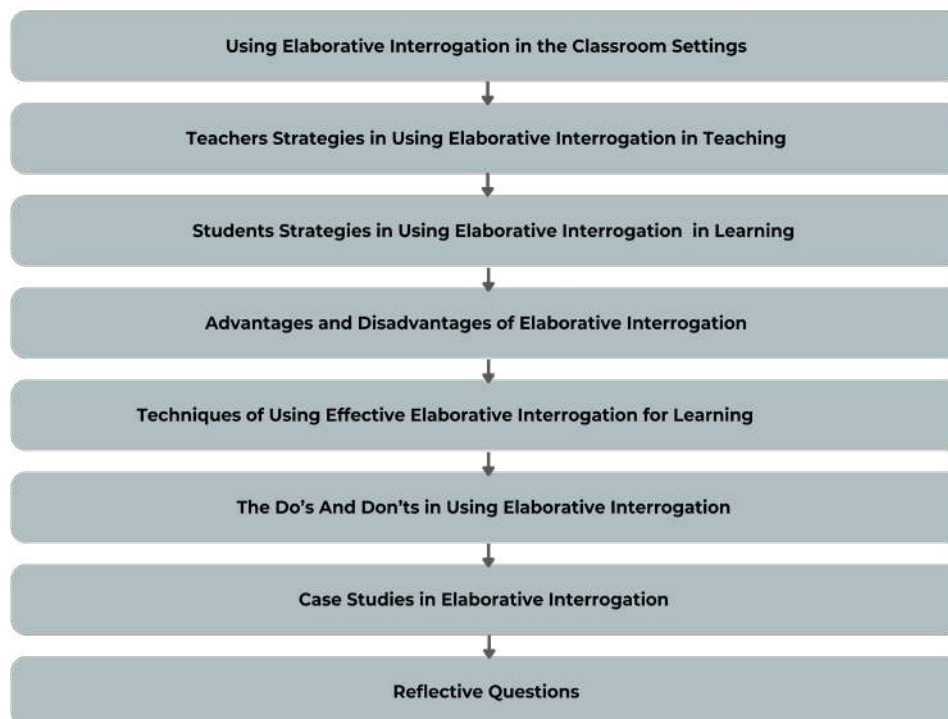 Using Elaborative Interrogation in the Classroom Settings
Teachers Strategies in Using Elaborative Interrogation in Teaching
Students Strategies in Using Elaborative Interrogation in Learning
Advantages and Disadvantages of Elaborative Interrogation
Techniques of Using Effective Elaborative Interrogation for Learning
The Do's And Don'ts in Using Elaborative Interrogation
Case Studies in Elaborative Interrogation
Reflective Questions